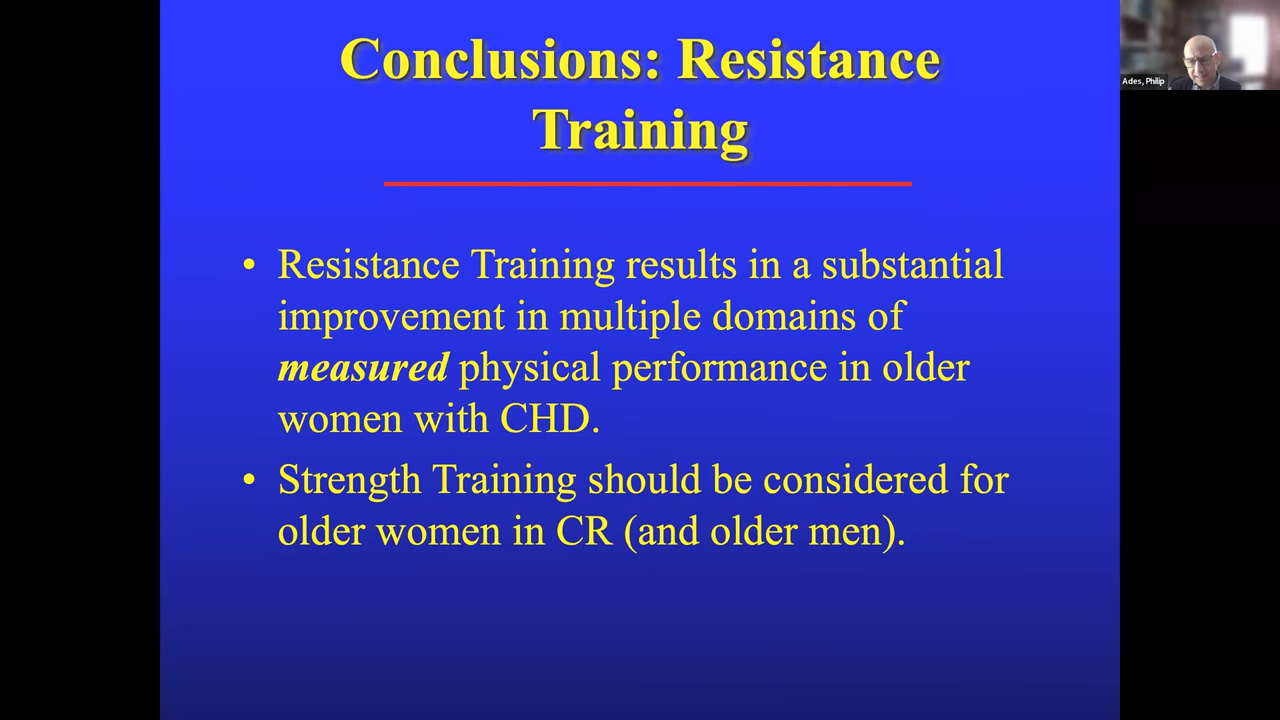 Conclusions: Resistance
Training
• Resistance Training results in a substantial
improvement in multiple domains of
measured physical performance in older
women with CHD.
• Strength Training should be considered for
older women in CR (and older men).
Ades, Philip